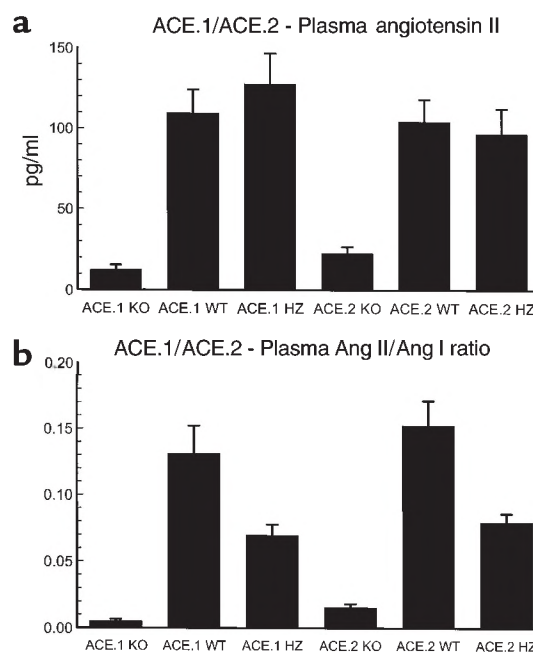 a
ACE.1/ACE.2 - Plasma angiotensin II
150
100
50
0
pg/ml
ACE.1 KO ACE.1 WT ACE.1 HZ ACE.2 KO ACE.2 WT ACE.2 HZ
b
ACE.1/ACE.2 - Plasma Ang II/Ang I ratio
0.20
0.15
0.10
0.05
0.00
ACE.1 KO ACE.1 WT ACE.1 HZ ACE.2 KO ACE.2 WT ACE.2 HZ